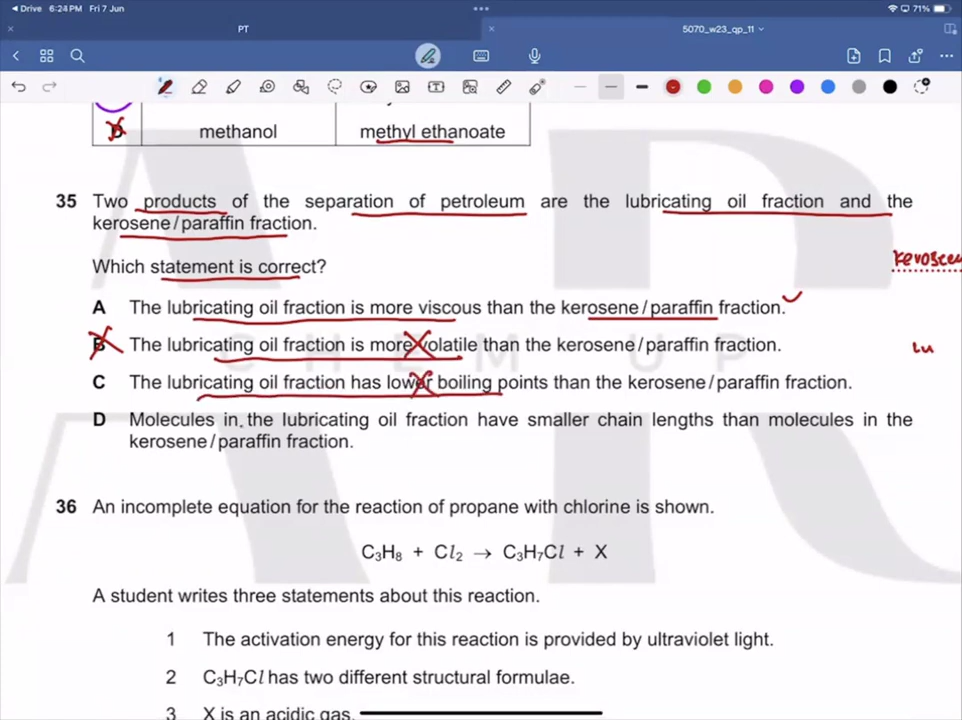 Drive 6:24 PM Fri 7 Jun
71%
PT
5070_w23_qp_11
D methanol methyl ethanoate
35 Two products of the separation of petroleum are the lubricating oil fraction and the
kerosene/paraffin fraction.
Which statement is correct?
A The lubricating oil fraction is more viscous than the kerosene/paraffin fraction.
B The lubricating oil fraction is more volatile than the kerosene/paraffin fraction.
C The lubricating oil fraction has lower boiling points than the kerosene/paraffin fraction.
D Molecules in the lubricating oil fraction have smaller chain lengths than molecules in the
kerosene/paraffin fraction.
36 An incomplete equation for the reaction of propane with chlorine is shown.
C₃H₈ + Cl₂ → C₃H₇Cl + X
A student writes three statements about this reaction.
1 The activation energy for this reaction is provided by ultraviolet light.
2 C₃H₇Cl has two different structural formulae.
3 X is an acidic gas.
AR
CHEM UP